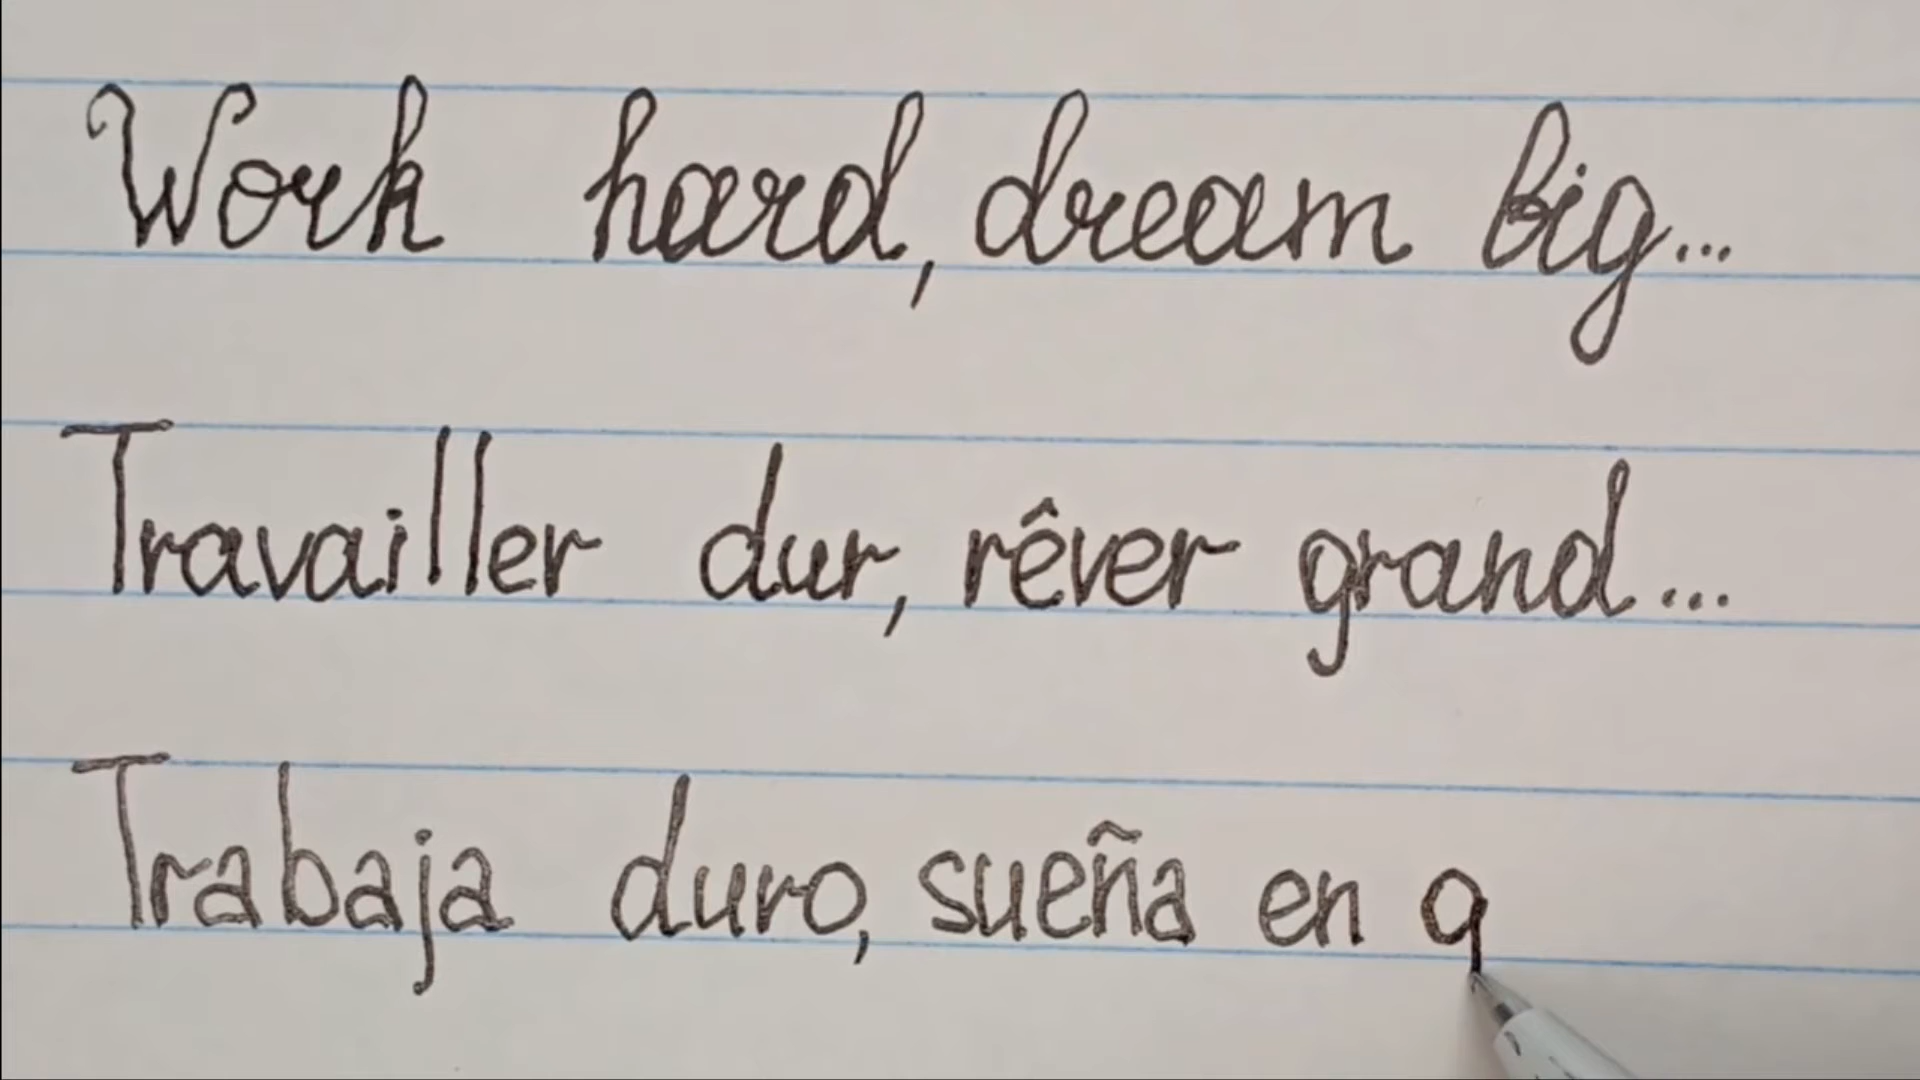 Work hard, dream big...
Travailler dur, rêver grand...
Trabaja duro, sueña en g